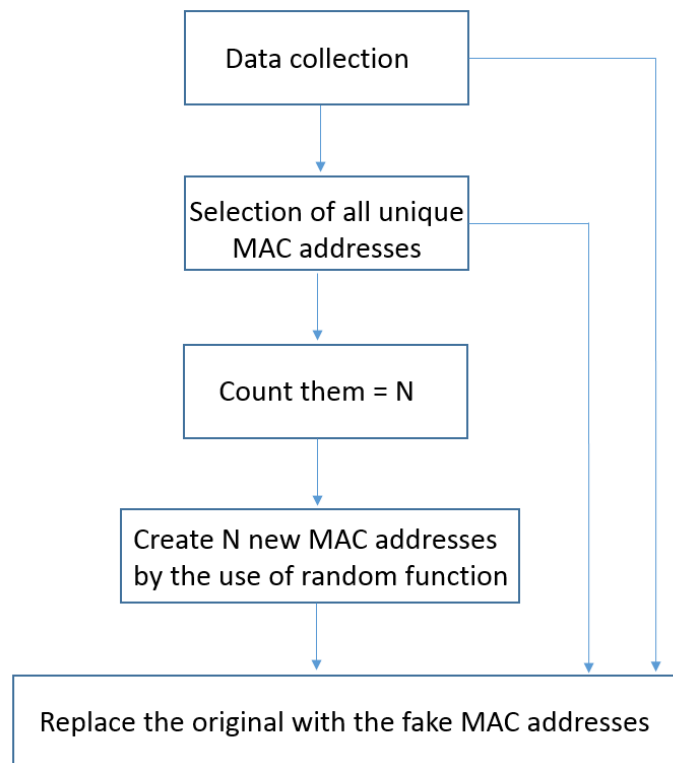 Data collection
Selection of all unique
MAC addresses
Count them = N
Create N new MAC addresses
by the use of random function
Replace the original with the fake MAC addresses